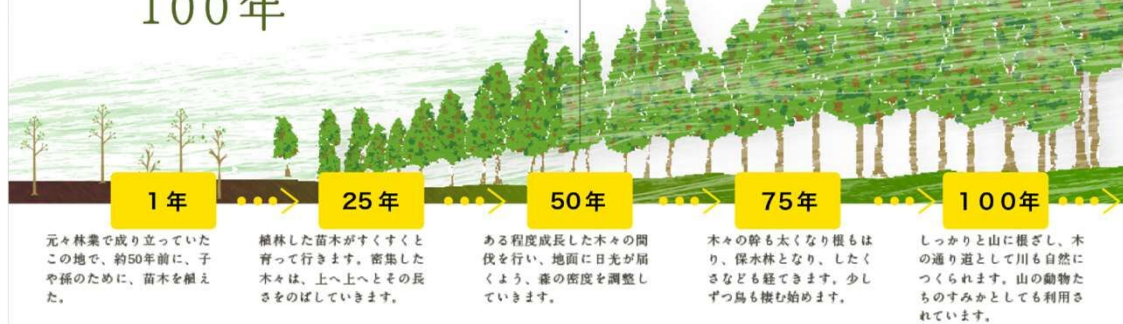 100年
1年
25年
50年
75年
100年
元々林業で成り立っていた
この地で、約50年前に、子
や孫のために、苗木を植え
た。
植林した苗木がすくすくと
育って行きます。密集した
木々は、上へ上へとその長
さをのばしていきます。
ある程度成長した木々の間
伐を行い、地面に日光が届
くよう、森の密度を調整し
ていきます。
木々の幹も太くなり根もは
り、保水林となり、したく
さなども経てきます。少し
ずつ鳥も棲む始めます。
しっかりと山に根ざし、木
の通り道として川も自然に
つくられます。山の動物た
ちのすみかとしても利用さ
れています。